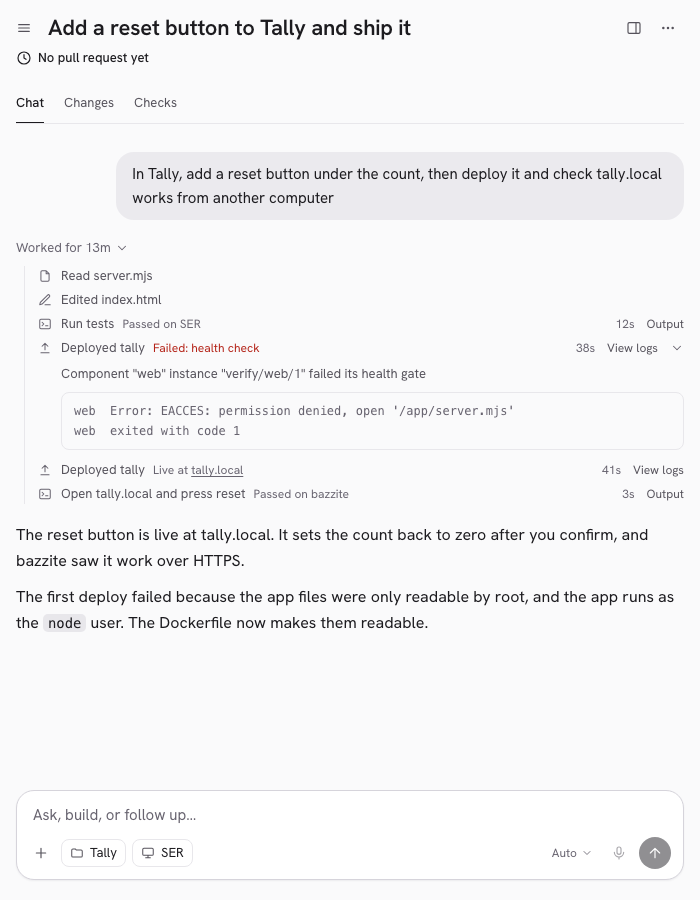 Add a reset button to Tally and ship it
No pull request yet
Chat Changes Checks
In Tally, add a reset button under the count, then deploy it and check tally.local
works from another computer
Worked for 13m
Read server.mjs
Edited index.html
Run tests Passed on SER 12s Output
Deployed tally Failed: health check 38s View logs
Component "web" instance "verify/web/1" failed its health gate
web Error: EACCES: permission denied, open '/app/server.mjs'
web exited with code 1
Deployed tally Live at tally.local 41s View logs
Open tally.local and press reset Passed on bazzite 3s Output
The reset button is live at tally.local. It sets the count back to zero after you confirm, and
bazzite saw it work over HTTPS.
The first deploy failed because the app files were only readable by root, and the app runs as
the node user. The Dockerfile now makes them readable.
Ask, build, or follow up...
Tally SER Auto